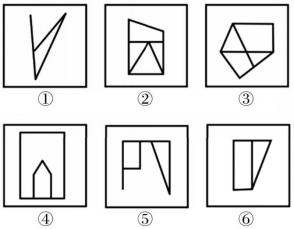 ① ② ③
④ ⑤ ⑥